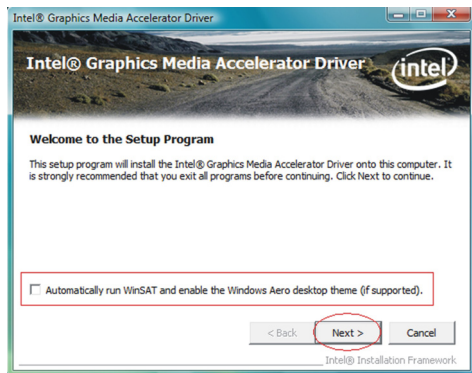 Intel® Graphics Media Accelerator Driver
Intel® Graphics Media Accelerator Driver
intel
Welcome to the Setup Program
This setup program will install the Intel® Graphics Media Accelerator Driver onto this computer. It
is strongly recommended that you exit all programs before continuing. Click Next to continue.
Automatically run WinSAT and enable the Windows Aero desktop theme (if supported).
< Back
Next >
Cancel
Intel® Installation Framework